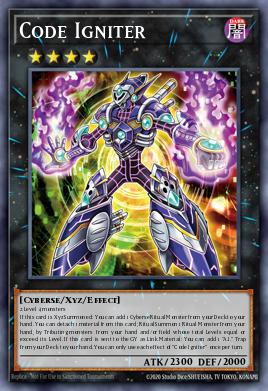 CODE IGNITER
DARK
闇
[CYBERSE/XYZ/EFFECT]
2 Level 4 monsters
If this card is Xyz Summoned: You can add 1 Cyberse Ritual Monster from your Deck to your
hand. You can detach 1 material from this card; Ritual Summon 1 Ritual Monster from your
hand, by Tributing monsters from your hand and/or field whose total Levels equal or
exceed its Level. If this card is sent to the GY as Link Material: You can add 1 "A.I." Trap
from your Deck to your hand. You can only use each effect of "Code Igniter" once per turn.
ATK/2300 DEF/2000
Replica - Not For Use in Sanctioned Tournaments
©2020 Studio Dice/SHUEISHA, TV TOKYO, KONAMI